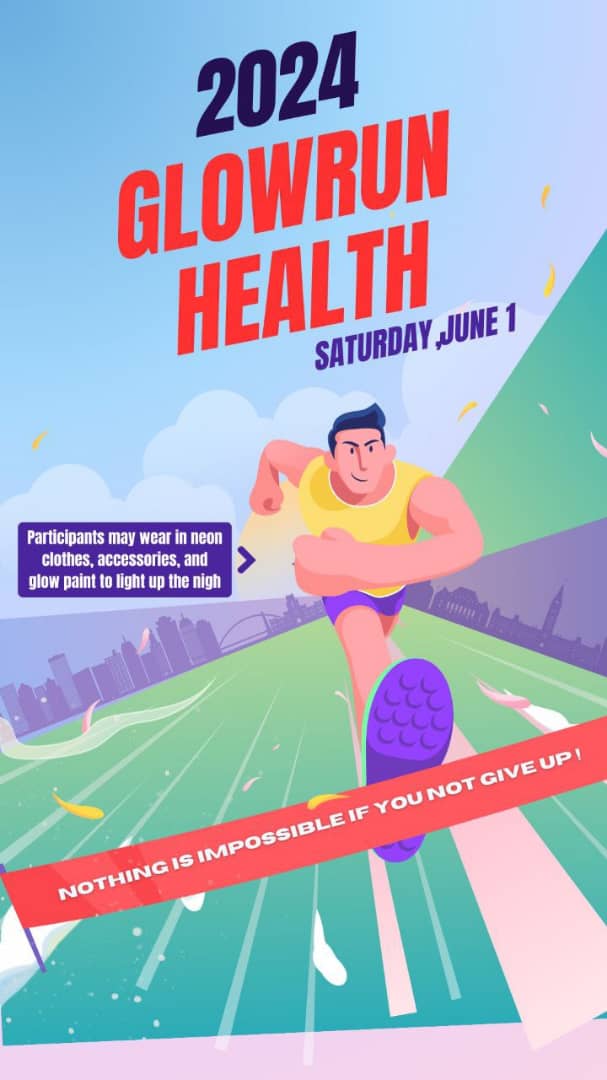 2024
GLOWRUN
HEALTH
SATURDAY ,JUNE 1
Participants may wear in neon
clothes, accessories, and
glow paint to light up the nigh
NOTHING IS IMPOSSIBLE IF YOU NOT GIVE UP !